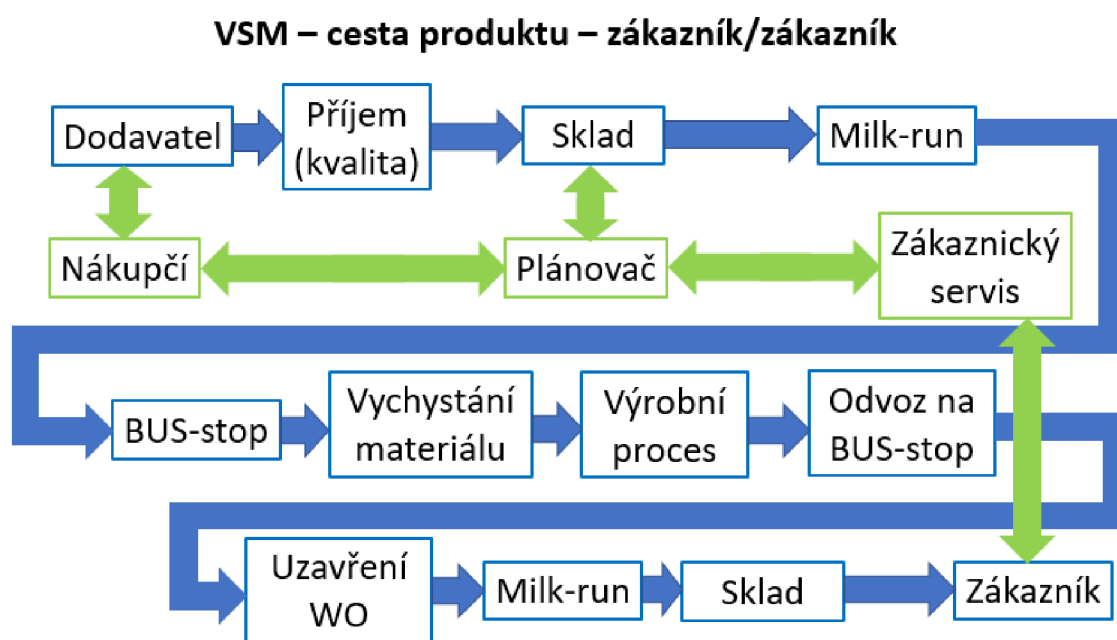 VSM – cesta produktu – zákazník/zákazník
Dodavatel
Příjem
(kvalita)
Sklad
Milk-run
Nákupčí
Plánovač
Zákaznický
servis
BUS-stop
Vychystání
materiálu
Výrobní
proces
Odvoz na
BUS-stop
Uzavření
WO
Milk-run
Sklad
Zákazník